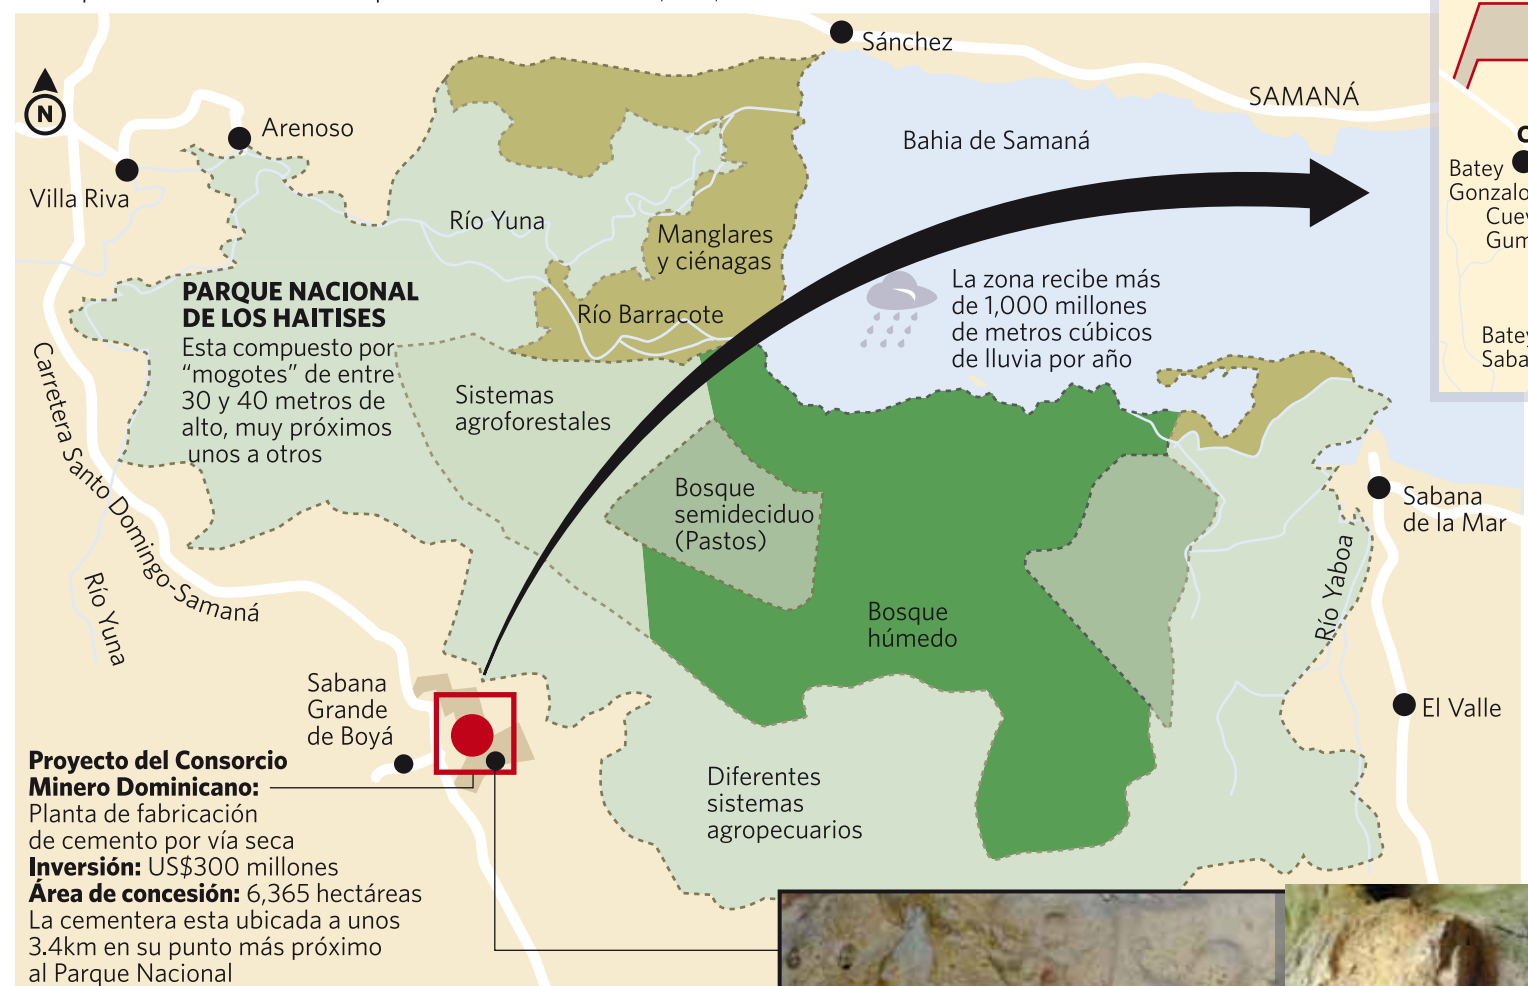 Sánchez
SAMANÁ
N
Arenoso
Villa Riva
Bahia de Samaná
Río Yuna
Manglares
y ciénagas
Río Barracote
La zona recibe más
de 1,000 millones
de metros cúbicos
de lluvia por año
PARQUE NACIONAL
DE LOS HAITISES
Esta compuesto por
“mogotes” de entre
30 y 40 metros de
alto, muy próximos
unos a otros
Carretera Santo Domingo-Samaná
Río Yuna
Sistemas
agroforestales
Bosque
semideciduo
(Pastos)
Bosque
húmedo
Diferentes
sistemas
agropecuarios
Batey
Gonzalo
Sabana
de la Mar
Río Yaboa
El Valle
Sabana
Grande
de Boyá
Proyecto del Consorcio
Minero Dominicano:
Planta de fabricación
de cemento por vía seca
Inversión: US$300 millones
Área de concesión: 6,365 hectáreas
La cementera esta ubicada a unos
3.4km en su punto más próximo
al Parque Nacional